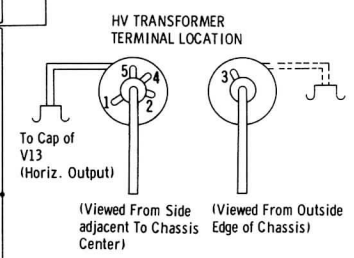 HV TRANSFORMER
TERMINAL LOCATION
5
4
3
1
2
To Cap of
V13
(Horiz. Output)
(Viewed From Side
adjacent To Chassis
Center)
(Viewed From Outside
Edge of Chassis)